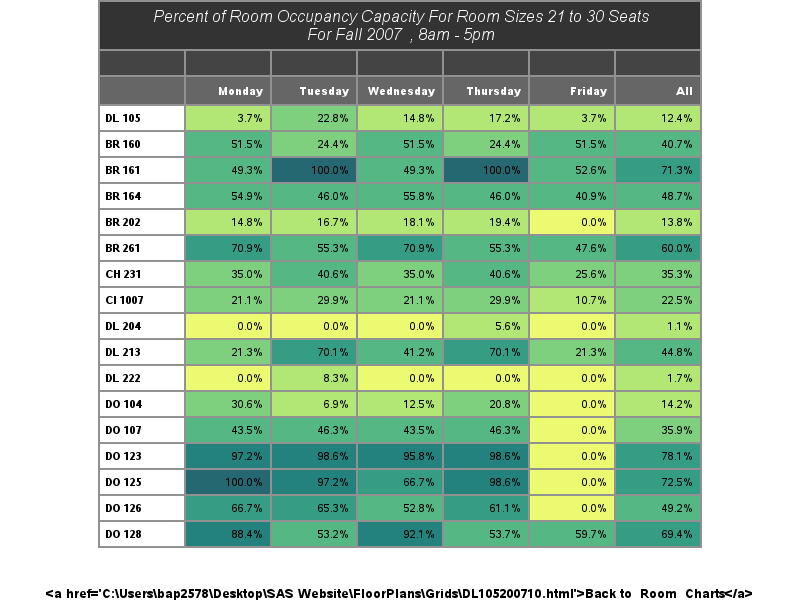 Percent of Room Occupancy Capacity For Room Sizes 21 to 30 Seats
For Fall 2007 , 8am - 5pm
Monday Tuesday Wednesday Thursday Friday All
DL 105 3.7% 22.8% 14.8% 17.2% 3.7% 12.4%
BR 160 51.5% 24.4% 51.5% 24.4% 51.5% 40.7%
BR 161 49.3% 100.0% 49.3% 100.0% 52.6% 71.3%
BR 164 54.9% 46.0% 55.8% 46.0% 40.9% 48.7%
BR 202 14.8% 16.7% 18.1% 19.4% 0.0% 13.8%
BR 261 70.9% 55.3% 70.9% 55.3% 47.6% 60.0%
CH 231 35.0% 40.6% 35.0% 40.6% 25.6% 35.3%
CI 1007 21.1% 29.9% 21.1% 29.9% 10.7% 22.5%
DL 204 0.0% 0.0% 0.0% 5.6% 0.0% 1.1%
DL 213 21.3% 70.1% 41.2% 70.1% 21.3% 44.8%
DL 222 0.0% 8.3% 0.0% 0.0% 0.0% 1.7%
DO 104 30.6% 6.9% 12.5% 20.8% 0.0% 14.2%
DO 107 43.5% 46.3% 43.5% 46.3% 0.0% 35.9%
DO 123 97.2% 98.6% 95.8% 98.6% 0.0% 78.1%
DO 125 100.0% 97.2% 66.7% 98.6% 0.0% 72.5%
DO 126 66.7% 65.3% 52.8% 61.1% 0.0% 49.2%
DO 128 88.4% 53.2% 92.1% 53.7% 59.7% 69.4%
<a href='C:\Users\bap2578\Desktop\SAS Website\FloorPlans\Grids\DL105200710.html'>Back to Room Charts</a>